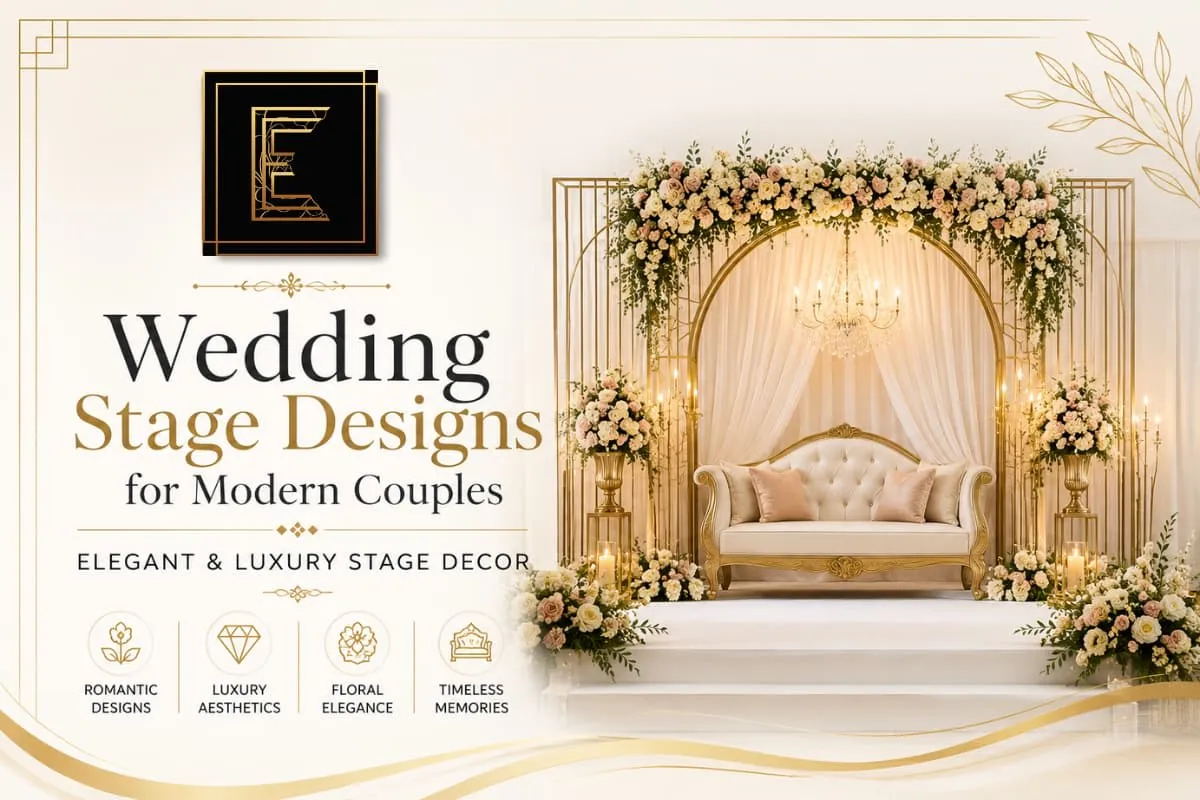 E
Wedding
Stage Designs
for Modern Couples
ELEGANT & LUXURY STAGE DECOR
ROMANTIC
DESIGNS
LUXURY
AESTHETICS
FLORAL
ELEGANCE
TIMELESS
MEMORIES